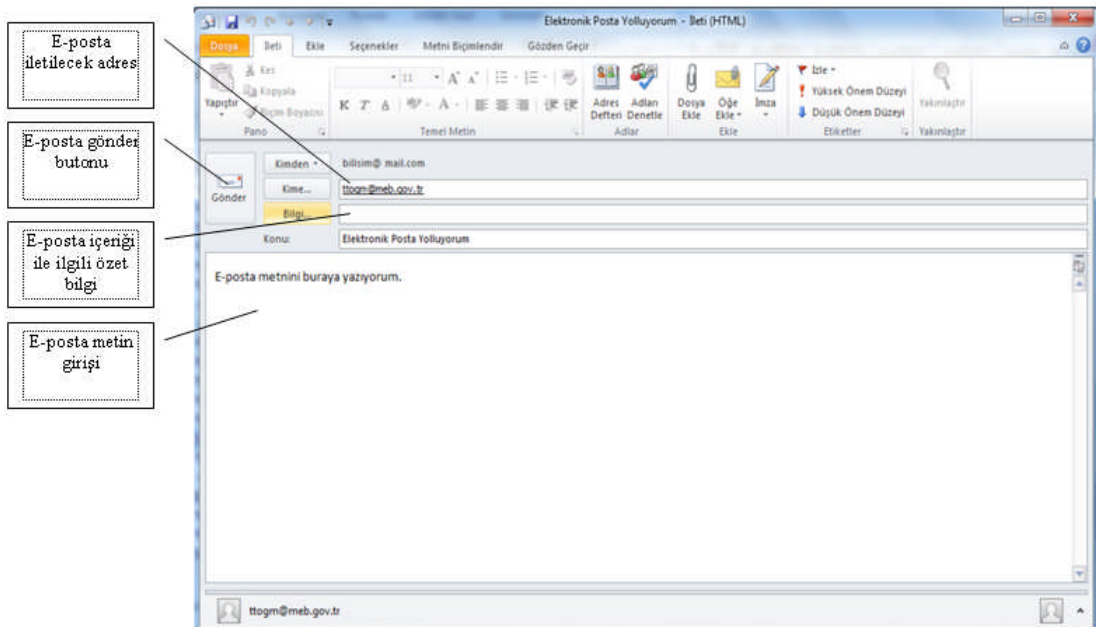 E-posta
iletilecek adres
E-posta gönder
butonu
E-posta içeriği
ile ilgili özet
bilgi
E-posta metin
girişi
Elektronik Posta Yolluyorum - İleti (HTML)
Dosya İleti Ekle Seçenekler Metni Biçimlendir Gözden Geçir
Yapıştır
Kes
Kopyala
Biçim Boyacısı
Pano
11
K T A
Temel Metin
Adres Defteri
Adları Denetle
Adlar
Dosya Ekle
Öğe Ekle
İmza
Ekle
İzle
Yüksek Önem Düzeyi
Düşük Önem Düzeyi
Etiketler
Yakınlaştır
Yakınlaştır
Gönder
Kimden bilisim@ mail.com
Kime... ttogm@meb.gov.tr
Bilgi...
Konu: Elektronik Posta Yolluyorum
E-posta metnini buraya yazıyorum.
ttogm@meb.gov.tr